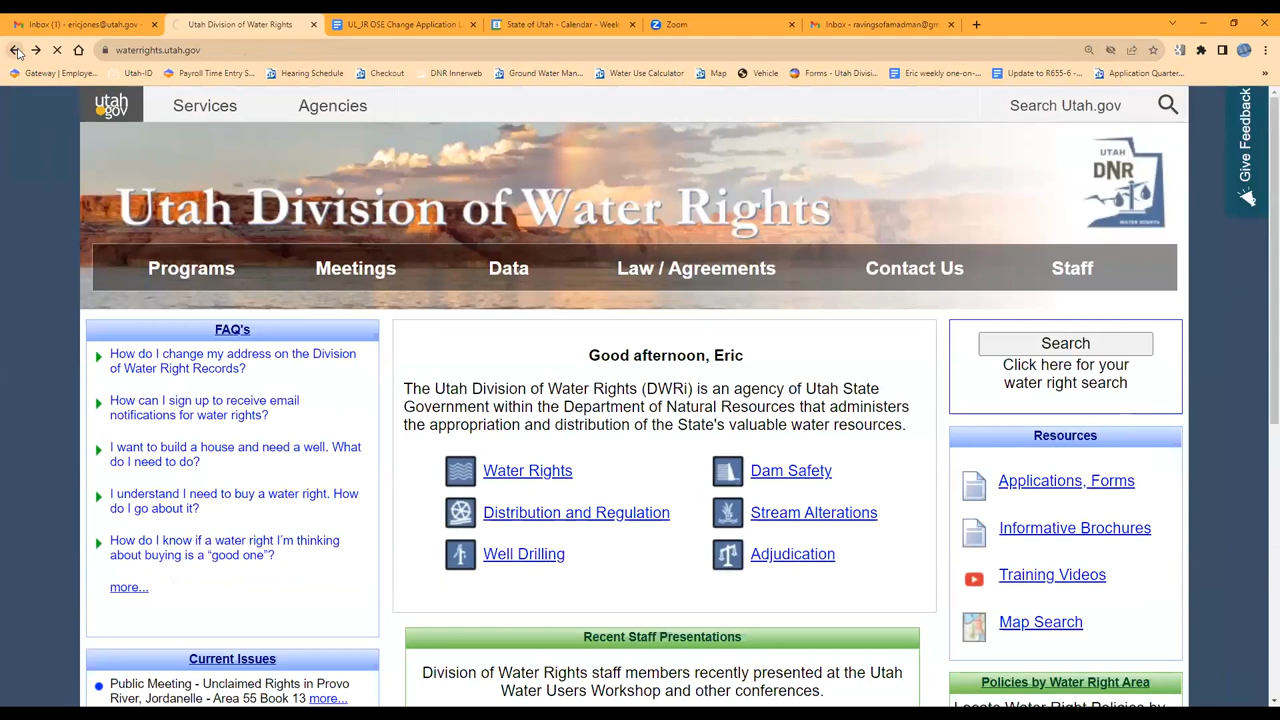 Inbox (1) - ericjones@utah.gov -
Utah Division of Water Rights
UL_JR OSE Change Application L
State of Utah - Calendar - Week
Zoom
Inbox - ravingsofamadman@gm
waterrights.utah.gov
Gateway | Employe...
Utah-ID
Payroll Time Entry S...
Hearing Schedule
Checkout
DNR Innerweb
Ground Water Man...
Water Use Calculator
Map
Vehicle
Forms - Utah Divisi...
Eric weekly one-on-...
Update to R655-6 -...
Application Quarter...
»
utah
.gov
Services
Agencies
Search Utah.gov
Give Feedback
Utah Division of Water Rights
UTAH
DNR
WATER RIGHTS
Programs
Meetings
Data
Law / Agreements
Contact Us
Staff
FAQ's
How do I change my address on the Division
of Water Right Records?
How can I sign up to receive email
notifications for water rights?
I want to build a house and need a well. What
do I need to do?
I understand I need to buy a water right. How
do I go about it?
How do I know if a water right I'm thinking
about buying is a “good one”?
more...
Current Issues
Public Meeting - Unclaimed Rights in Provo
River, Jordanelle - Area 55 Book 13 more...
Good afternoon, Eric
The Utah Division of Water Rights (DWRi) is an agency of Utah State
Government within the Department of Natural Resources that administers
the appropriation and distribution of the State's valuable water resources.
Water Rights
Dam Safety
Distribution and Regulation
Stream Alterations
Well Drilling
Adjudication
Recent Staff Presentations
Division of Water Rights staff members recently presented at the Utah
Water Users Workshop and other conferences.
Search
Click here for your
water right search
Resources
Applications, Forms
Informative Brochures
Training Videos
Map Search
Policies by Water Right Area
Locate Water Right Policies by